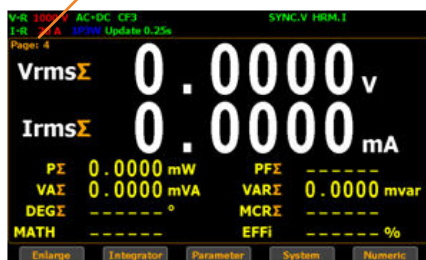 V-R 1000 V AC+DC CF3 SYNC.V HRM.I
I-R 20 A 1P3W Update 0.25s
Page: 4
VrmsΣ 0.0000 V
IrmsΣ 0.0000 mA
PΣ 0.0000 mW PFΣ ------
VAΣ 0.0000 mVA VARΣ 0.0000 mvar
DEGΣ ------ ° MCRΣ ------
MATH ------ EFFi ------ %
Enlarge Integrator Parameter System Numeric